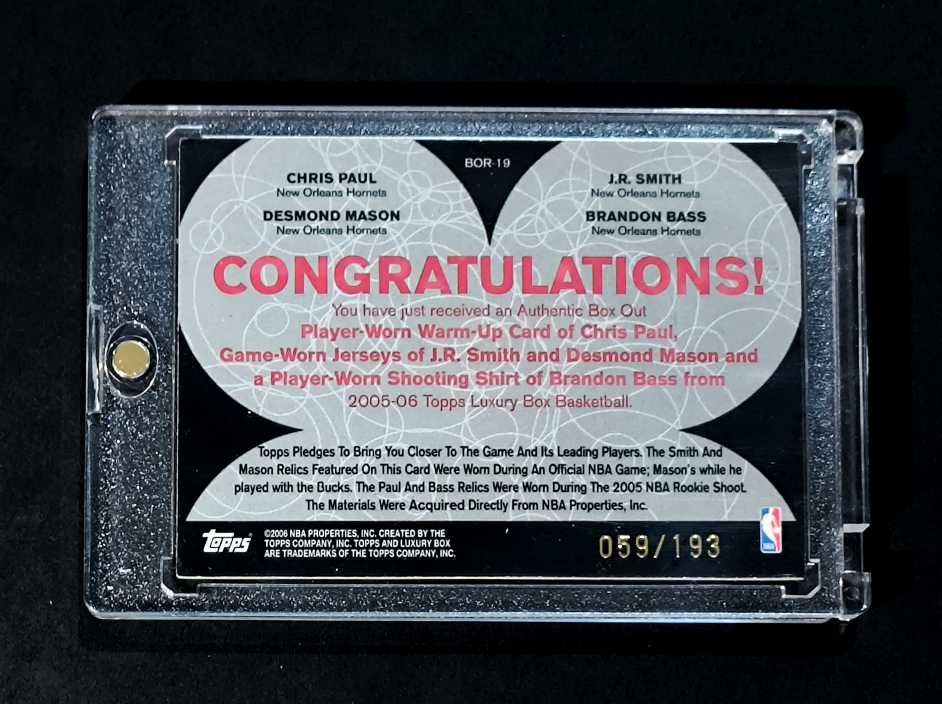 BOR-19
CHRIS PAUL
New Orleans Hornets
DESMOND MASON
New Orleans Hornets
J.R. SMITH
New Orleans Hornets
BRANDON BASS
New Orleans Hornets
CONGRATULATIONS!
You have just received an Authentic Box Out
Player-Worn Warm-Up Card of Chris Paul,
Game-Worn Jerseys of J.R. Smith and Desmond Mason and
a Player-Worn Shooting Shirt of Brandon Bass from
2005-06 Topps Luxury Box Basketball.
Topps Pledges To Bring You Closer To The Game And Its Leading Players. The Smith And
Mason Relics Featured On This Card Were Worn During An Official NBA Game; Mason's while he
played with the Bucks. The Paul And Bass Relics Were Worn During The 2005 NBA Rookie Shoot.
The Materials Were Acquired Directly From NBA Properties, Inc.
Topps
©2006 NBA PROPERTIES, INC. CREATED BY THE
TOPPS COMPANY, INC. TOPPS AND LUXURY BOX
ARE TRADEMARKS OF THE TOPPS COMPANY, INC.
059/193